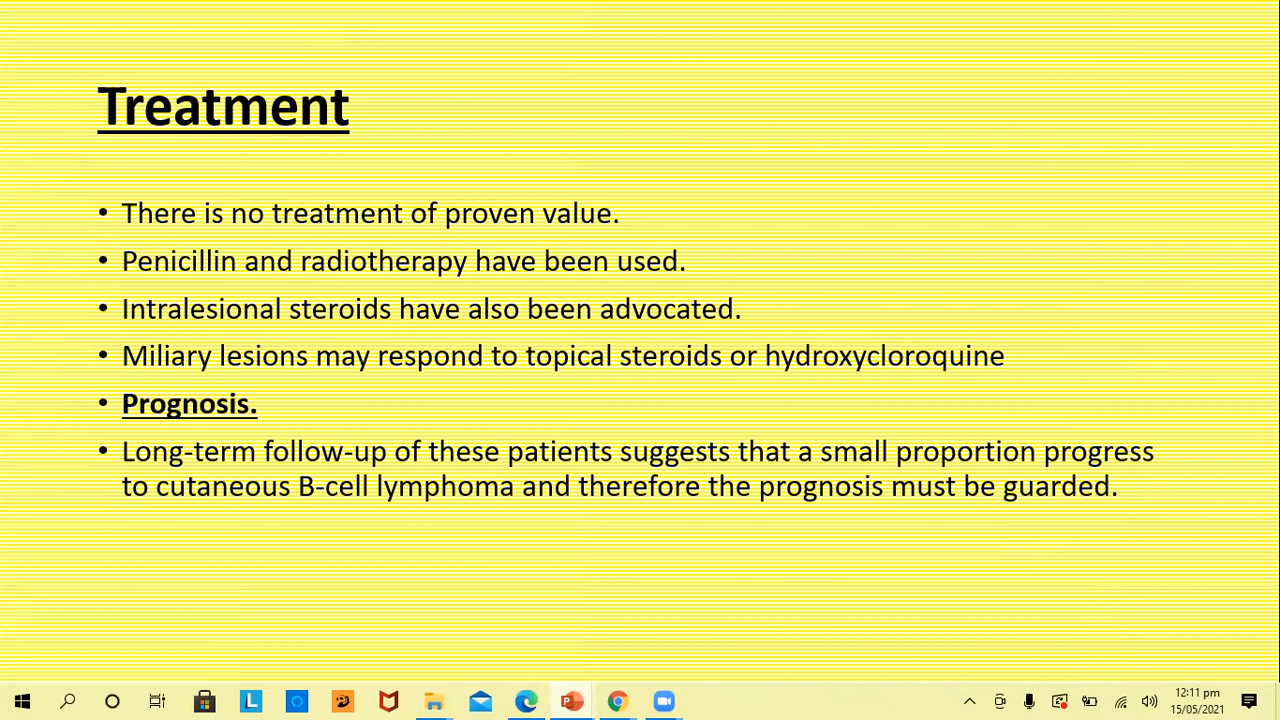 Treatment
• There is no treatment of proven value.
• Penicillin and radiotherapy have been used.
• Intralesional steroids have also been advocated.
• Miliary lesions may respond to topical steroids or hydroxycloroquine
• Prognosis.
• Long-term follow-up of these patients suggests that a small proportion progress
to cutaneous B-cell lymphoma and therefore the prognosis must be guarded.
L
12:11 pm
15/05/2021